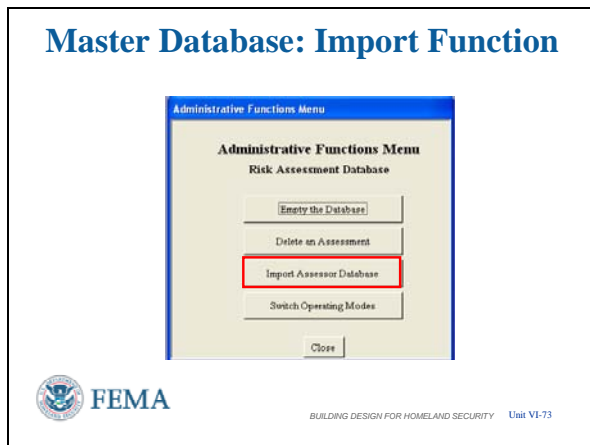 Master Database: Import Function
Administrative Functions Menu
Administrative Functions Menu
Risk Assessment Database
Empty the Database
Delete an Assessment
Import Assessor Database
Switch Operating Modes
Close
FEMA
BUILDING DESIGN FOR HOMELAND SECURITY Unit VI-73